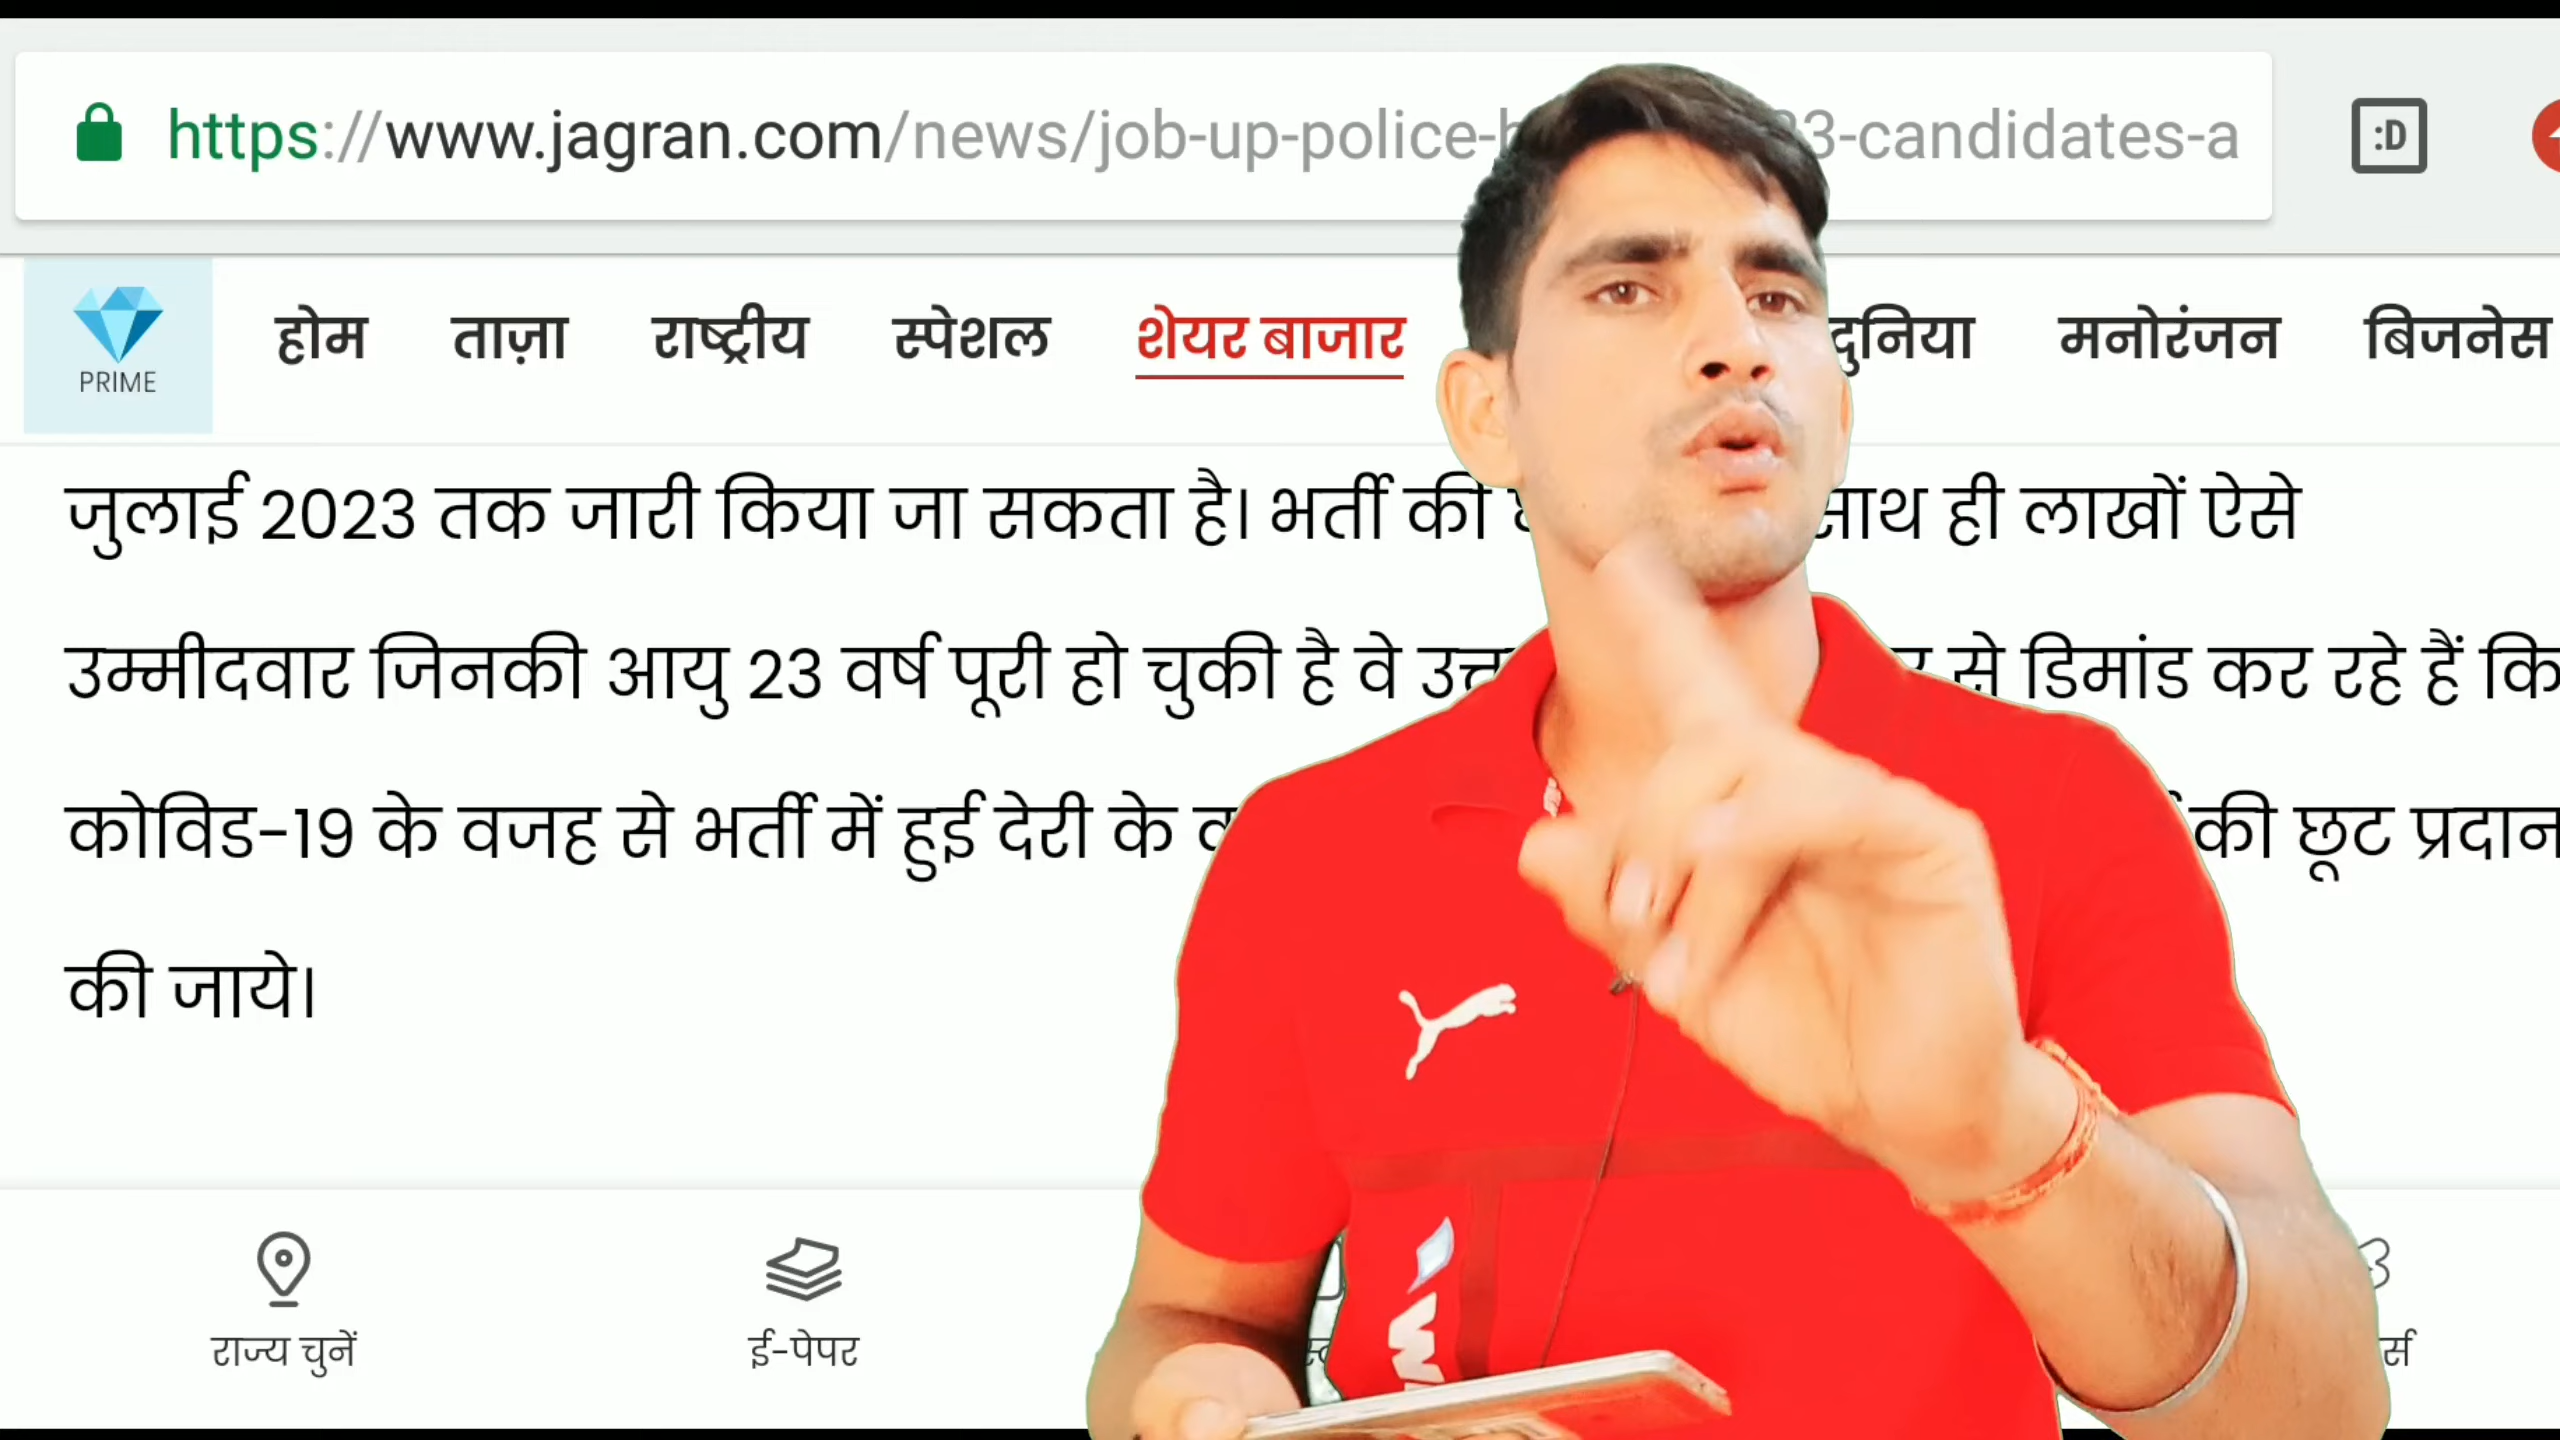 https://www.jagran.com/news/job-up-police- 3-candidates-a
:D
PRIME
होम ताज़ा राष्ट्रीय स्पेशल शेयर बाजार दुनिया मनोरंजन बिजनेस
जुलाई 2023 तक जारी किया जा सकता है। भर्ती की साथ ही लाखों ऐसे
उम्मीदवार जिनकी आयु 23 वर्ष पूरी हो चुकी है वे से डिमांड कर रहे हैं कि
कोविड-19 के वजह से भर्ती में हुई देरी के की छूट प्रदान
की जाये।
राज्य चुनें ई-पेपर